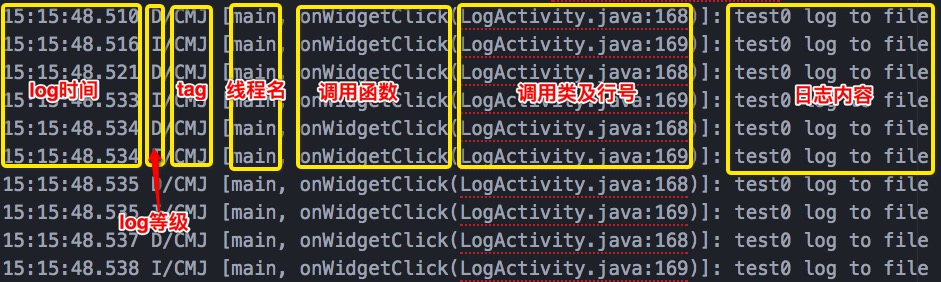 15:15:48.510 D/CMJ [main, onWidgetClick(LogActivity.java:168)]: test0 log to file
15:15:48.516 I/CMJ [main, onWidgetClick(LogActivity.java:169)]: test0 log to file
15:15:48.521 D/CMJ [main, onWidgetClick(LogActivity.java:168)]: test0 log to file
15:15:48.533 I/CMJ [main, onWidgetClick(LogActivity.java:169)]: test0 log to file
log时间 tag 线程名 调用函数 调用类及行号 日志内容
15:15:48.534 D/CMJ [main, onWidgetClick(LogActivity.java:168)]: test0 log to file
15:15:48.534 I/CMJ [main, onWidgetClick(LogActivity.java:169)]: test0 log to file
15:15:48.535 D/CMJ [main, onWidgetClick(LogActivity.java:168)]: test0 log to file
15:15:48.535 I/CMJ [main, onWidgetClick(LogActivity.java:169)]: test0 log to file
log等级
15:15:48.537 D/CMJ [main, onWidgetClick(LogActivity.java:168)]: test0 log to file
15:15:48.538 I/CMJ [main, onWidgetClick(LogActivity.java:169)]: test0 log to file